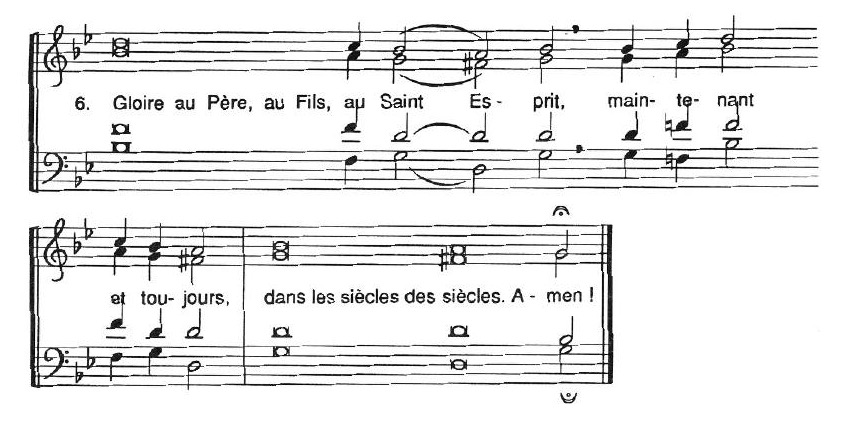 6. Gloire au Père, au Fils, au Saint Es - prit, main - te - nant
et tou - jours, dans les siècles des siècles. A - men !